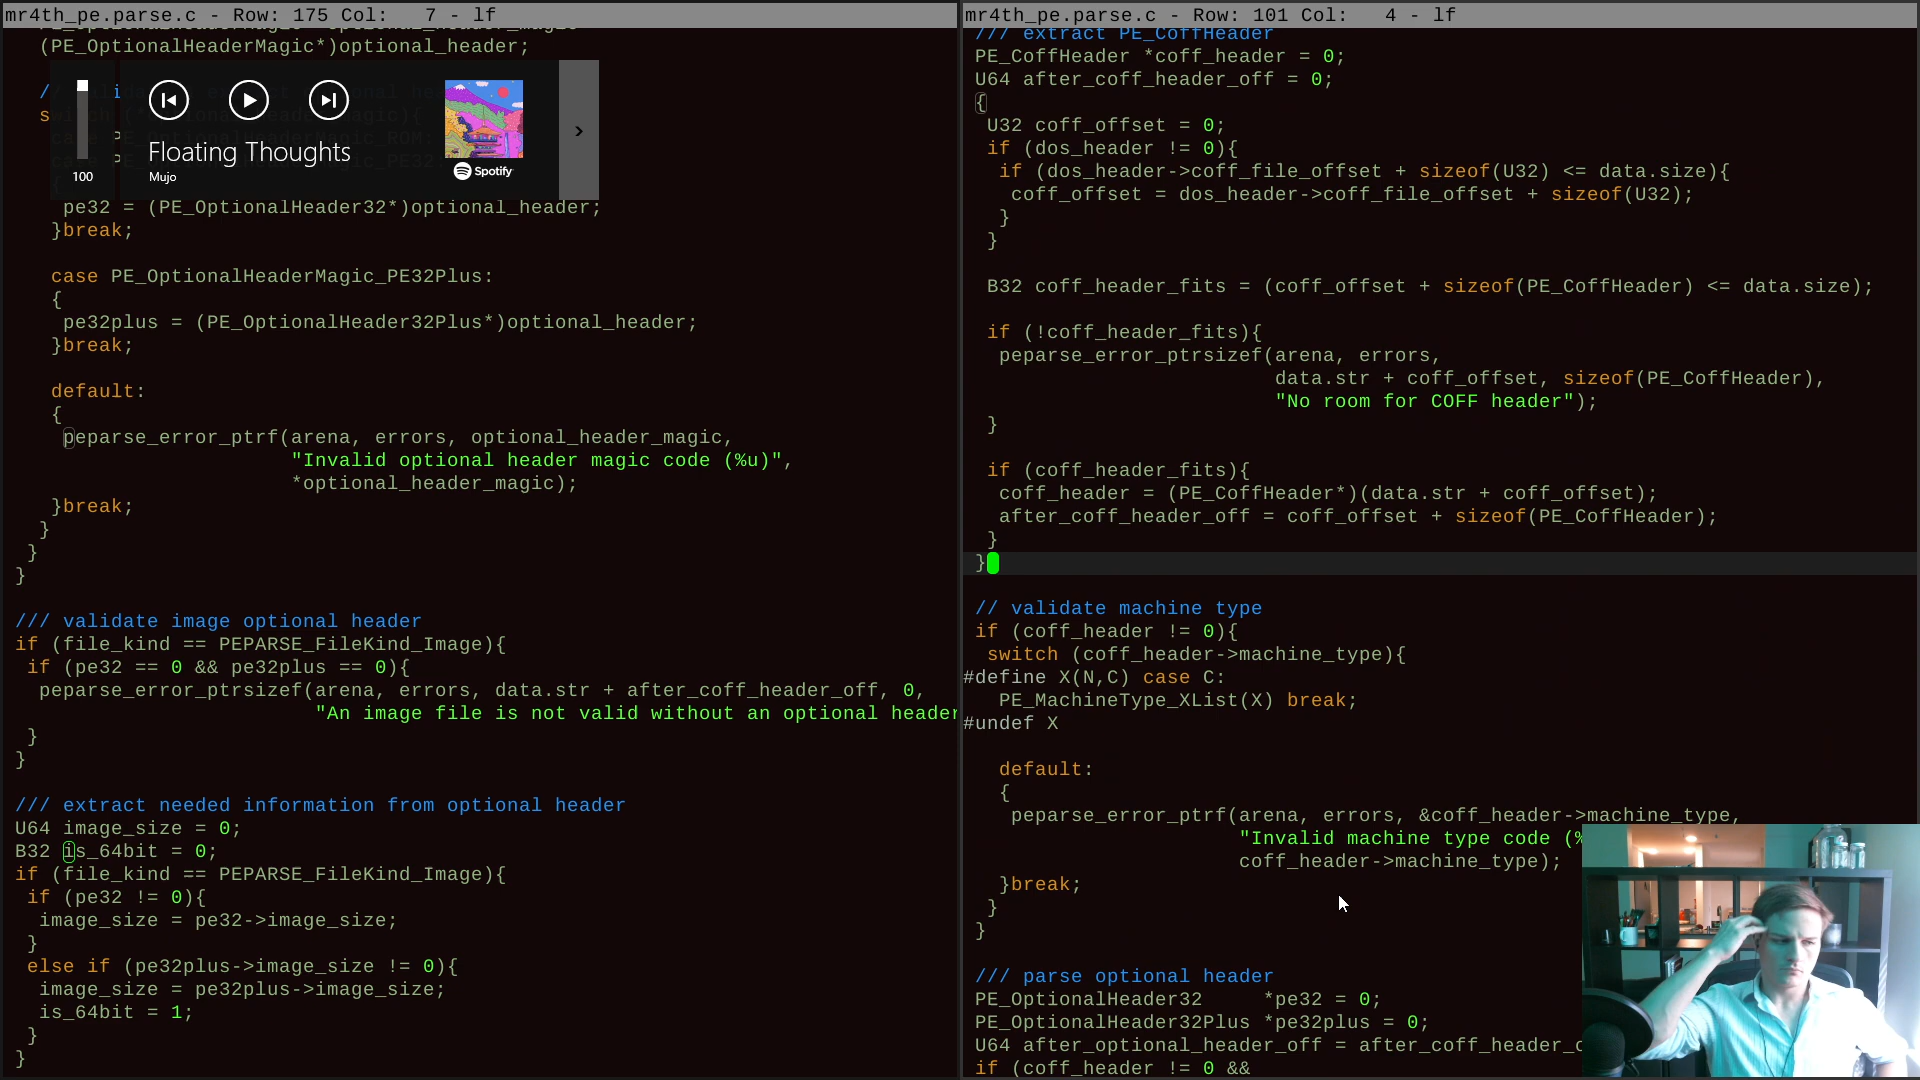 mr4th_pe.parse.c - Row: 175 Col:   7 - lf
(PE_OptionalHeaderMagic*)optional_header;
100
Floating Thoughts
Mujo
Spotify
pe32 = (PE_OptionalHeader32*)optional_header;
}break;
case PE_OptionalHeaderMagic_PE32Plus:
{
pe32plus = (PE_OptionalHeader32Plus*)optional_header;
}break;
default:
{
peparse_error_ptrf(arena, errors, optional_header_magic,
"Invalid optional header magic code (%u)",
*optional_header_magic);
}break;
}
}
}
/// validate image optional header
if (file_kind == PEPARSE_FileKind_Image){
if (pe32 == 0 && pe32plus == 0){
peparse_error_ptrsizef(arena, errors, data.str + after_coff_header_off, 0,
"An image file is not valid without an optional header
}
}
/// extract needed information from optional header
U64 image_size = 0;
B32 is_64bit = 0;
if (file_kind == PEPARSE_FileKind_Image){
if (pe32 != 0){
image_size = pe32->image_size;
}
else if (pe32plus->image_size != 0){
image_size = pe32plus->image_size;
is_64bit = 1;
}
}
mr4th_pe.parse.c - Row: 101 Col:   4 - lf
/// extract PE_CoffHeader
PE_CoffHeader *coff_header = 0;
U64 after_coff_header_off = 0;
{
U32 coff_offset = 0;
if (dos_header != 0){
if (dos_header->coff_file_offset + sizeof(U32) <= data.size){
coff_offset = dos_header->coff_file_offset + sizeof(U32);
}
}
B32 coff_header_fits = (coff_offset + sizeof(PE_CoffHeader) <= data.size);
if (!coff_header_fits){
peparse_error_ptrsizef(arena, errors,
data.str + coff_offset, sizeof(PE_CoffHeader),
"No room for COFF header");
}
if (coff_header_fits){
coff_header = (PE_CoffHeader*)(data.str + coff_offset);
after_coff_header_off = coff_offset + sizeof(PE_CoffHeader);
}
}
// validate machine type
if (coff_header != 0){
switch (coff_header->machine_type){
#define X(N,C) case C:
PE_MachineType_XList(X) break;
#undef X
default:
{
peparse_error_ptrf(arena, errors, &coff_header->machine_type,
"Invalid machine type code (%
coff_header->machine_type);
}break;
}
}
/// parse optional header
PE_OptionalHeader32     *pe32 = 0;
PE_OptionalHeader32Plus *pe32plus = 0;
U64 after_optional_header_off = after_coff_header_o
if (coff_header != 0 &&